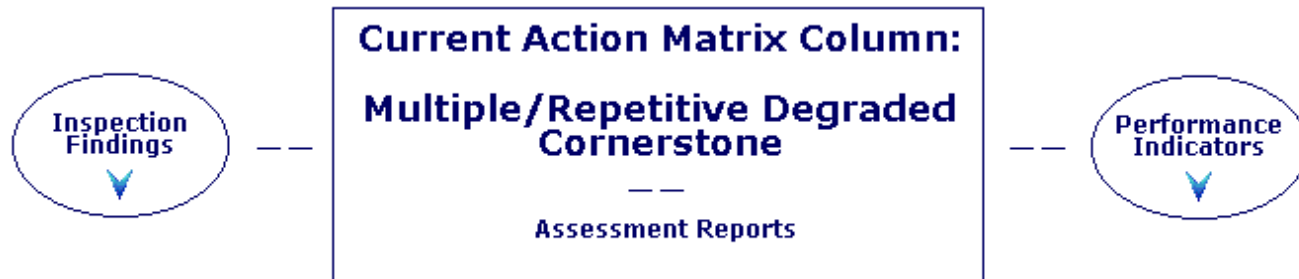 Current Action Matrix Column:
Multiple/Repetitive Degraded
Cornerstone
Assessment Reports
Inspection
Findings
Performance
Indicators